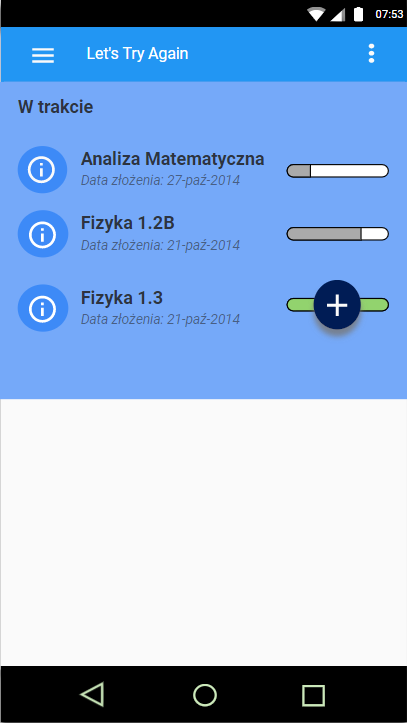 07:53
Let's Try Again
W trakcie
Analiza Matematyczna
Data złożenia: 27-paź-2014
Fizyka 1.2B
Data złożenia: 21-paź-2014
Fizyka 1.3
Data złożenia: 21-paź-2014